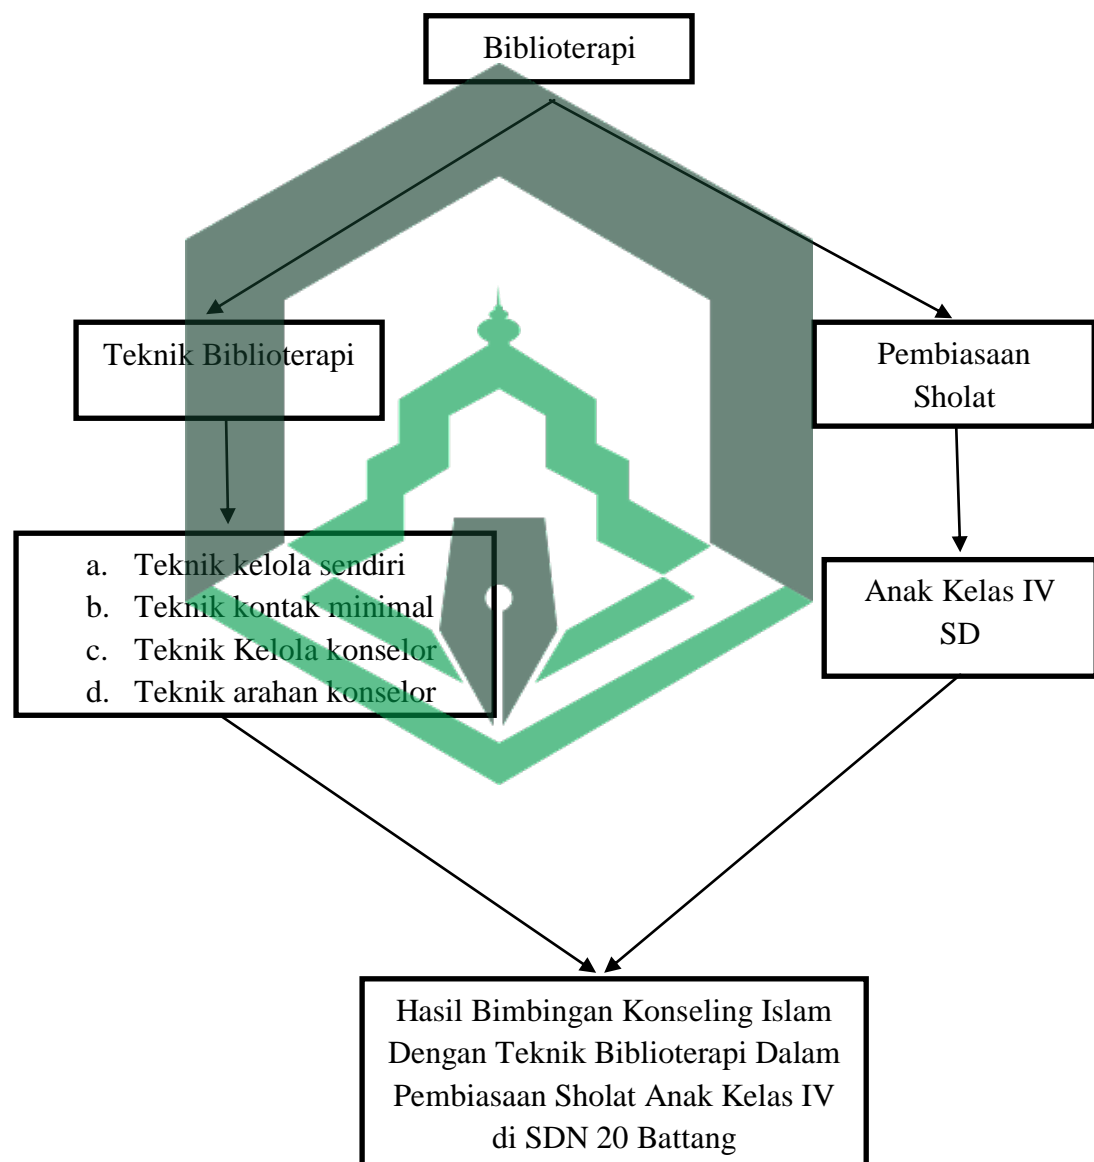 Biblioterapi
Teknik Biblioterapi
Pembiasaan
Sholat
a. Teknik kelola sendiri
b. Teknik kontak minimal
c. Teknik Kelola konselor
d. Teknik arahan konselor
Anak Kelas IV
SD
Hasil Bimbingan Konseling Islam
Dengan Teknik Biblioterapi Dalam
Pembiasaan Sholat Anak Kelas IV
di SDN 20 Battang